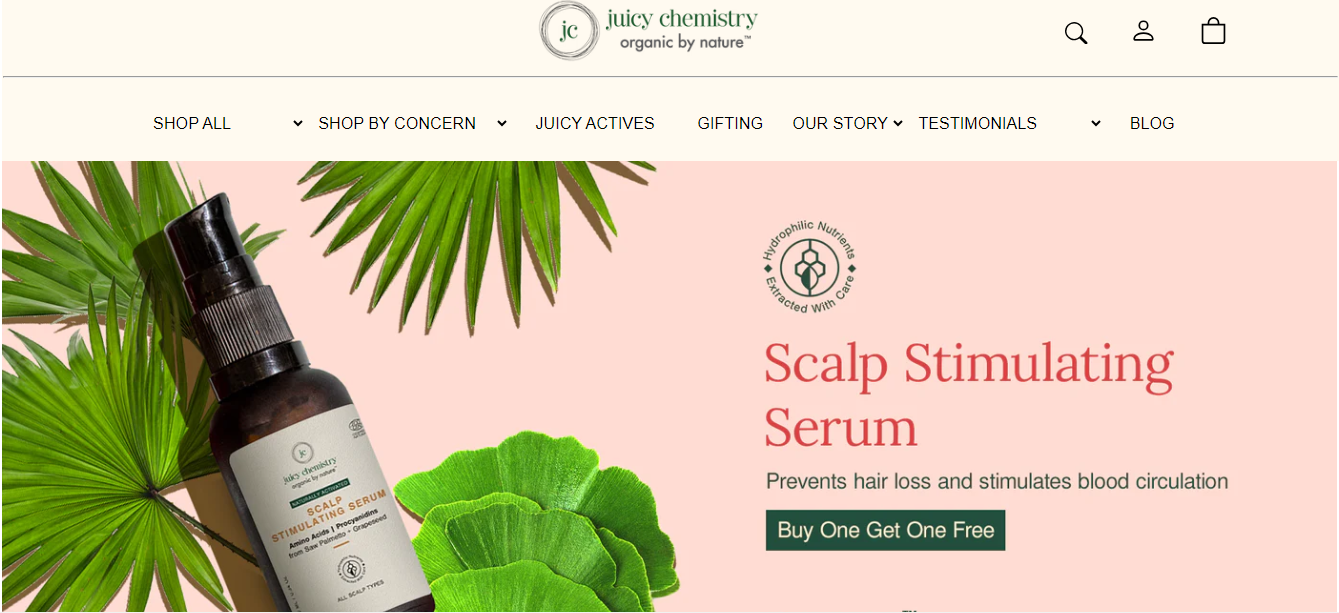 jc
juicy chemistry
organic by nature™
SHOP ALL
SHOP BY CONCERN
JUICY ACTIVES
GIFTING
OUR STORY
TESTIMONIALS
BLOG
Hydrophilic Nutrients
Extracted With Care
Scalp Stimulating
Serum
Prevents hair loss and stimulates blood circulation
Buy One Get One Free
jc
juicy chemistry
organic by nature™
NATURALLY ACTIVATED
SCALP
STIMULATING SERUM
Amino Acids | Procyanidins
from Saw Palmetto + Grapeseed
ALL SCALP TYPES